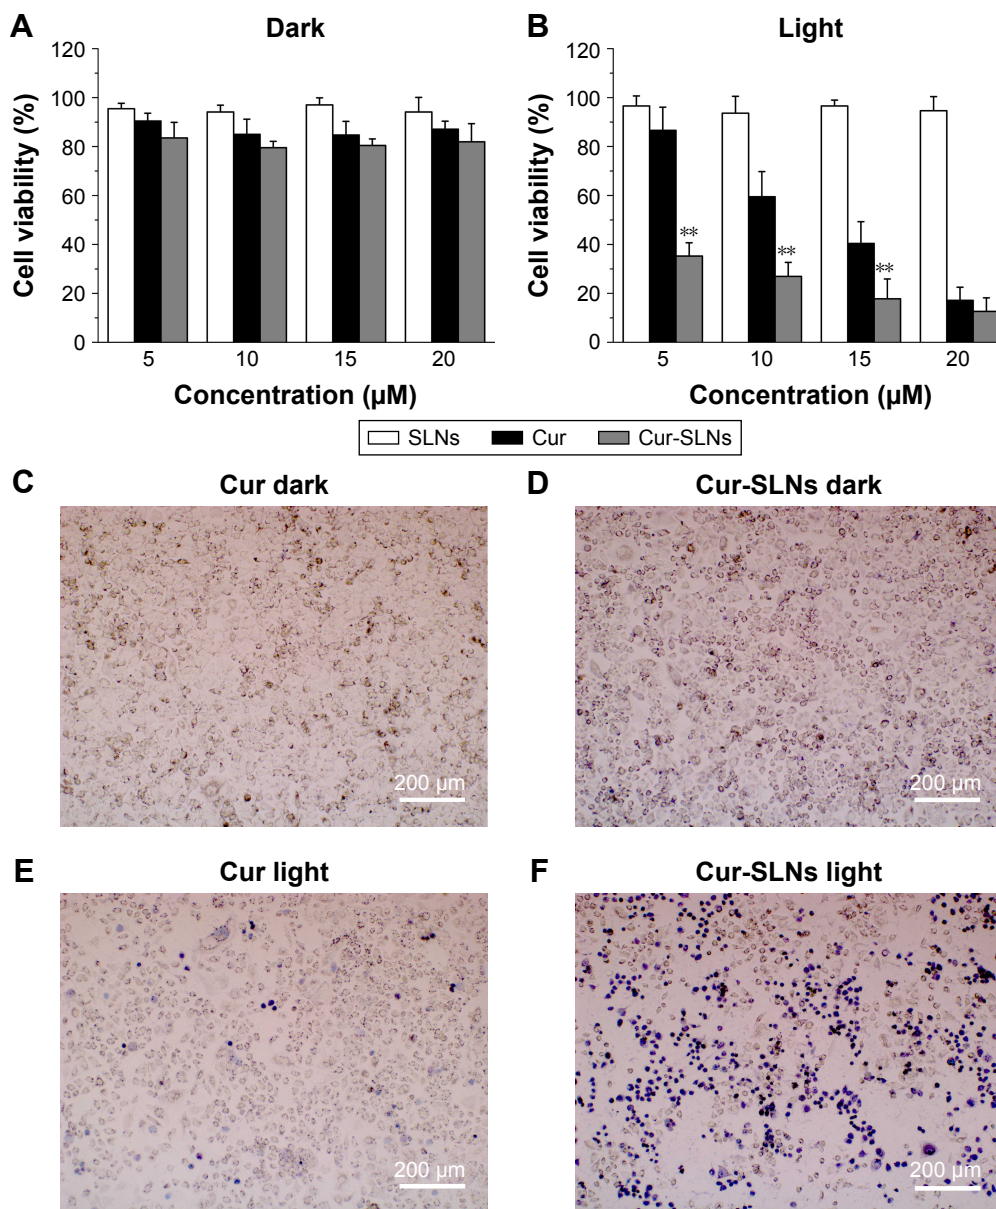 A
Dark
120
100
80
60
40
20
0
Cell viability (%)
5 10 15 20
Concentration (µM)
B
Light
120
100
80
60
40
20
0
Cell viability (%)
** ** **
5 10 15 20
Concentration (µM)
SLNs Cur Cur-SLNs
C
Cur dark
200 µm
D
Cur-SLNs dark
200 µm
E
Cur light
200 µm
F
Cur-SLNs light
200 µm